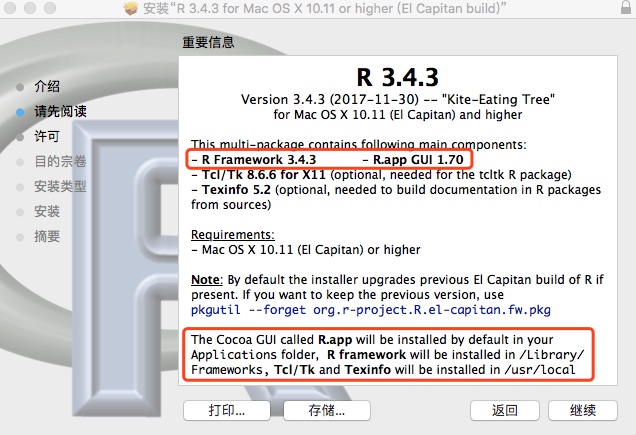 安装“R 3.4.3 for Mac OS X 10.11 or higher (El Capitan build)”
重要信息
介绍
请先阅读
许可
目的宗卷
安装类型
安装
摘要
R 3.4.3
Version 3.4.3 (2017-11-30) -- "Kite-Eating Tree"
for Mac OS X 10.11 (El Capitan) and higher
This multi-package contains following main components:
- R Framework 3.4.3 - R.app GUI 1.70
- Tcl/Tk 8.6.6 for X11 (optional, needed for the tcltk R package)
- Texinfo 5.2 (optional, needed to build documentation in R packages
from sources)
Requirements:
- Mac OS X 10.11 (El Capitan) or higher
Note: By default the installer upgrades previous El Capitan build of R if
present. If you want to keep the previous version, use
pkgutil --forget org.r-project.R.el-capitan.fw.pkg
The Cocoa GUI called R.app will be installed by default in your
Applications folder, R framework will be installed in /Library/
Frameworks, Tcl/Tk and Texinfo will be installed in /usr/local
打印... 存储... 返回 继续